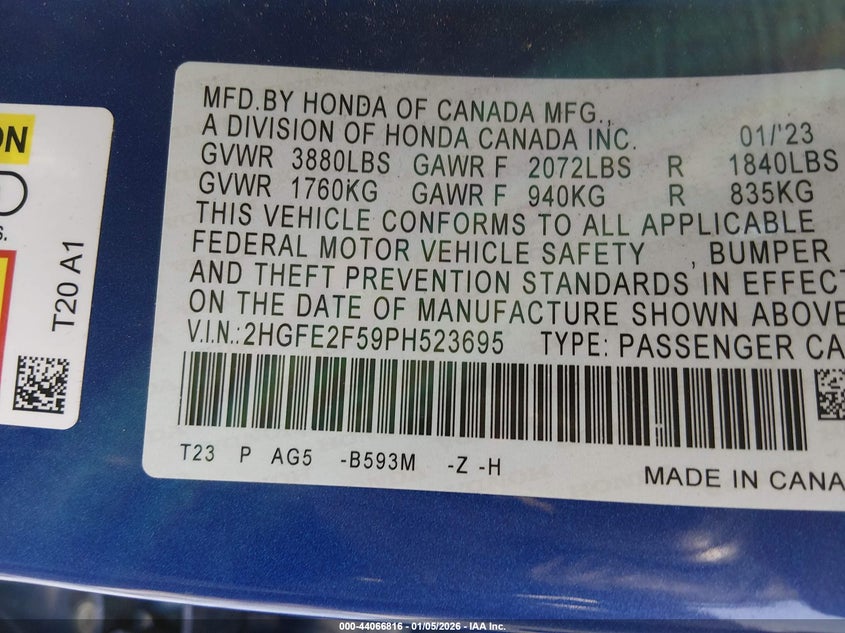 ON
S.
T20 A1
MFD.BY HONDA OF CANADA MFG.,
A DIVISION OF HONDA CANADA INC. 01/'23
GVWR 3880LBS GAWR F 2072LBS R 1840LBS
GVWR 1760KG GAWR F 940KG R 835KG
THIS VEHICLE CONFORMS TO ALL APPLICABLE
FEDERAL MOTOR VEHICLE SAFETY , BUMPER
AND THEFT PREVENTION STANDARDS IN EFFECT
ON THE DATE OF MANUFACTURE SHOWN ABOVE
V.I.N.:2HGFE2F59PH523695 TYPE: PASSENGER CA
T23 P AG5 -B593M -Z -H
MADE IN CANA
000-44066816 - 01/05/2026 - IAA Inc.